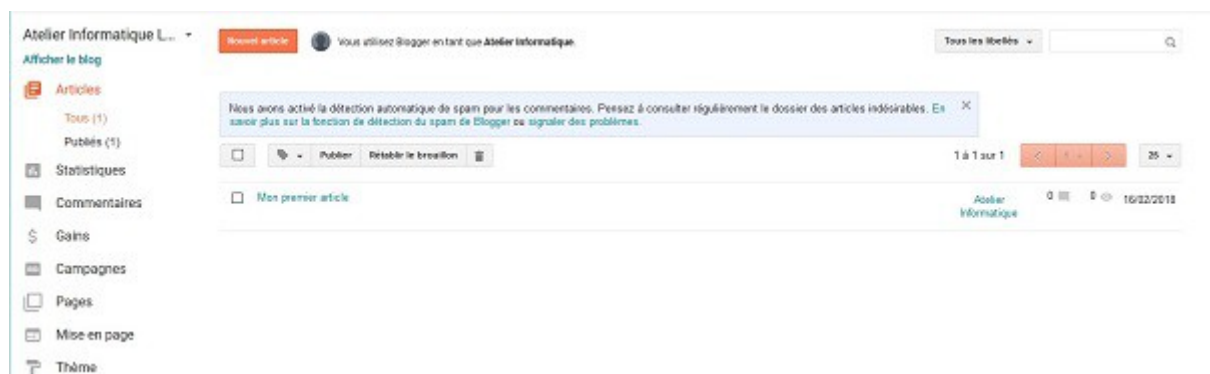 Atelier Informatique L...
Afficher le blog
Articles
Tous (1)
Publiés (1)
Statistiques
Commentaires
$ Gains
Campagnes
Pages
Mise en page
Thème
Nouvel article
Vous utilisez Blogger en tant que Atelier Informatique.
Tous les libellés
Nous avons activé la détection automatique de spam pour les commentaires. Pensez à consulter régulièrement le dossier des articles indésirables. En
savoir plus sur la fonction de détection du spam de Blogger ou signaler des problèmes.
Publier Rétablir le brouillon
1 à 1 sur 1
< 1 >
25
Mon premier article
Atelier
Informatique
0 0 16/02/2018